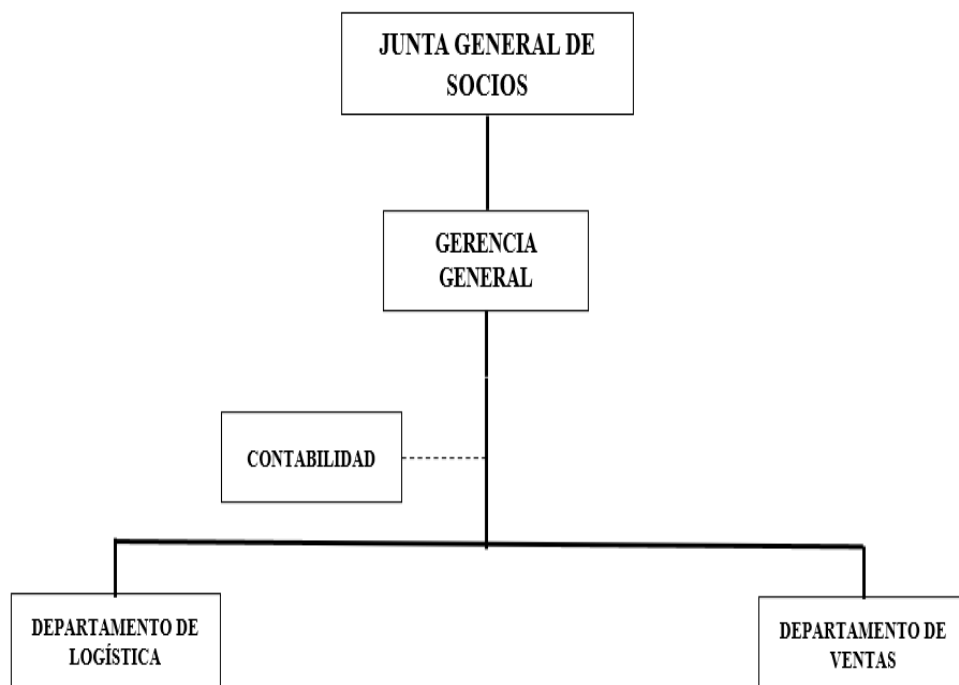 JUNTA GENERAL DE
SOCIOS
GERENCIA
GENERAL
CONTABILIDAD
DEPARTAMENTO DE
LOGÍSTICA
DEPARTAMENTO DE
VENTAS